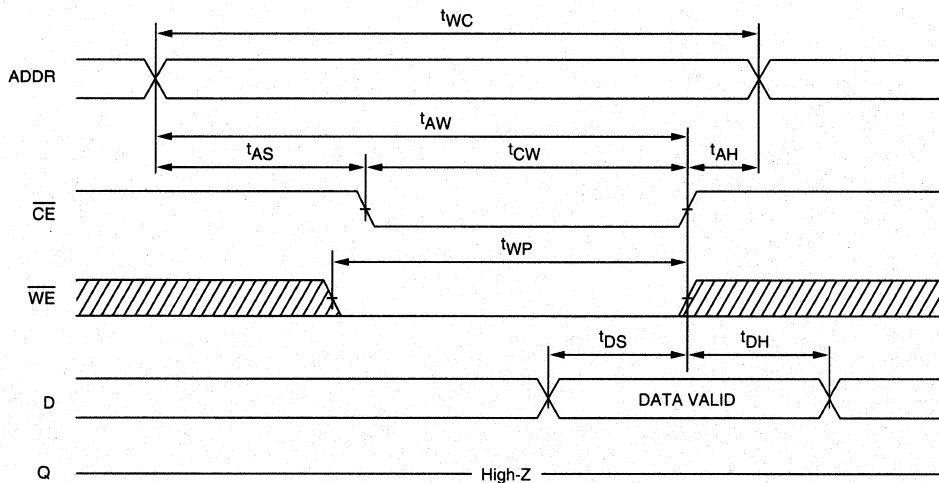 tWC
ADDR
tAW
tAS tCW tAH
CE
tWP
WE
tDS tDH
D DATA VALID
Q High-Z